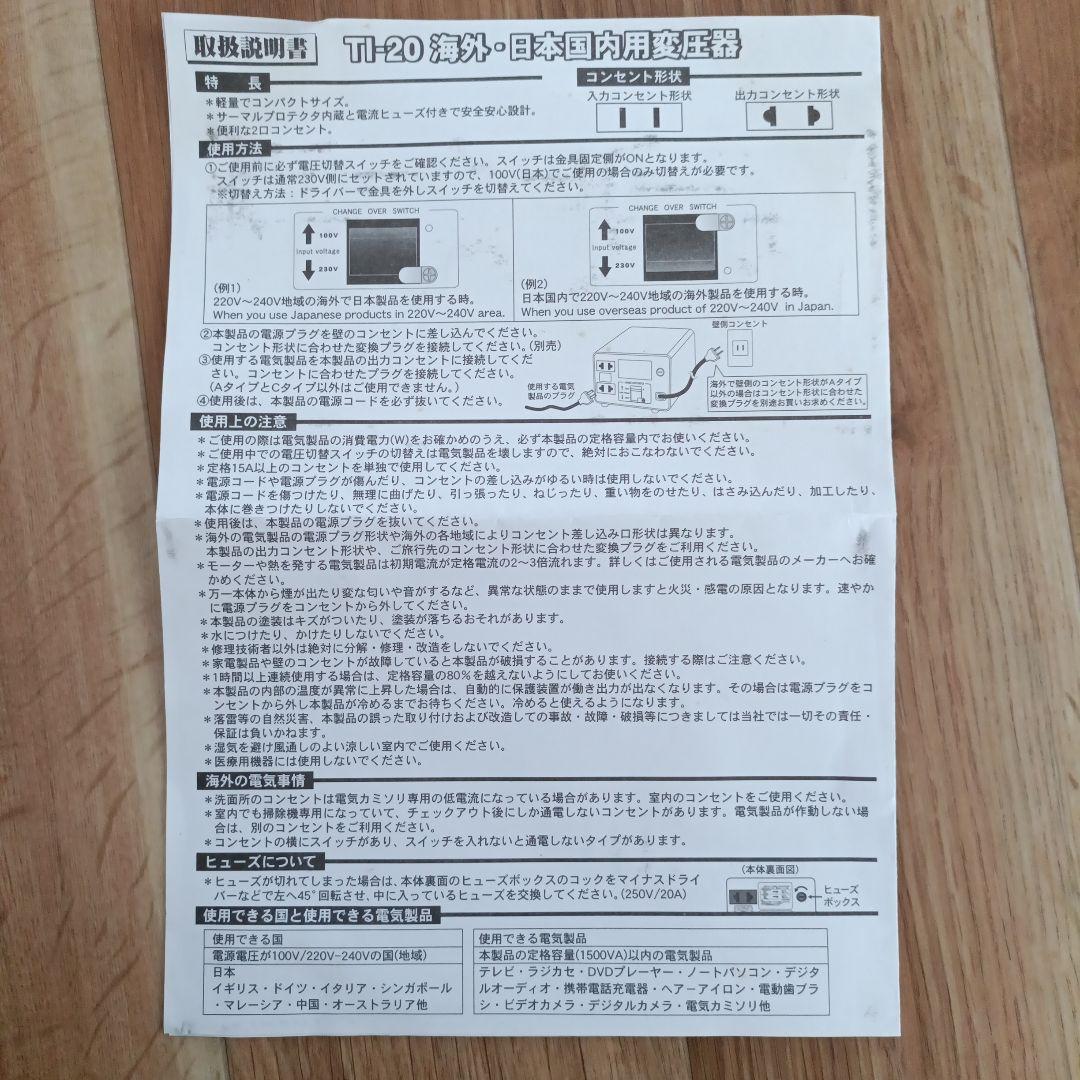 取扱説明書
TI-20 海外・日本国内用変圧器
特 長
＊軽量でコンパクトサイズ。
＊サーマルプロテクタ内蔵と電流ヒューズ付きで安全安心設計。
＊便利な2口コンセント。
コンセント形状
入力コンセント形状
出力コンセント形状
使用方法
①ご使用前に必ず電圧切替スイッチをご確認ください。スイッチは金具固定側がONとなります。
スイッチは通常230V側にセットされていますので、100V(日本)でご使用の場合のみ切替えが必要です。
※切替え方法：ドライバーで金具を外しスイッチを切替えてください。
CHANGE OVER SWITCH
100V
input voltage
230V
(例1)
220V〜240V地域の海外で日本製品を使用する時。
When you use Japanese products in 220V〜240V area.
CHANGE OVER SWITCH
100V
input voltage
230V
(例2)
日本国内で220V〜240V地域の海外製品を使用する時。
When you use overseas product of 220V〜240V in Japan.
②本製品の電源プラグを壁のコンセントに差し込んでください。
コンセント形状に合わせた変換プラグを接続してください。(別売)
③使用する電気製品を本製品の出力コンセントに接続してくだ
さい。コンセントに合わせたプラグを接続してください。
(AタイプとCタイプ以外はご使用できません。)
④使用後は、本製品の電源コードを必ず抜いてください。
壁側コンセント
使用する電気
製品のプラグ
海外で壁側のコンセント形状がAタイプ
以外の場合はコンセント形状に合わせた
変換プラグを別途お買いお求めください。
使用上の注意
＊ご使用の際は電気製品の消費電力(W)をお確かめのうえ、必ず本製品の定格容量内でお使いください。
＊ご使用中での電圧切替スイッチの切替えは電気製品を壊しますので、絶対におこなわないでください。
＊定格15A以上のコンセントを単独で使用してください。
＊電源コードや電源プラグが傷んだり、コンセントの差し込みがゆるい時は使用しないでください。
＊電源コードを傷つけたり、無理に曲げたり、引っ張ったり、ねじったり、重い物をのせたり、はさみ込んだり、加工したり、
本体に巻きつけたりしないでください。
＊使用後は、本製品の電源プラグを抜いてください。
＊海外の電気製品の電源プラグ形状や海外の各地域によりコンセント差し込み口形状は異なります。
本製品の出力コンセント形状や、ご旅行先のコンセント形状に合わせた変換プラグをご利用ください。
＊モーターや熱を発する電気製品は初期電流が定格電流の2〜3倍流れます。詳しくはご使用される電気製品のメーカーへお確
かめください。
＊万一本体から煙が出たり変な匂いや音がするなど、異常な状態のままで使用しますと火災・感電の原因となります。速やか
に電源プラグをコンセントから外してください。
＊本製品の塗装はキズがついたり、塗装が落ちるおそれがあります。
＊水につけたり、かけたりしないでください。
＊修理技術者以外は絶対に分解・修理・改造をしないでください。
＊家電製品や壁のコンセントが故障していると本製品が破損することがあります。接続する際はご注意ください。
＊1時間以上連続使用する場合は、定格容量の80％を越えないようにしてお使いください。
＊本製品の内部の温度が異常に上昇した場合は、自動的に保護装置が働き出力が出なくなります。その場合は電源プラグをコ
ンセントから外し本製品が冷めるまでお待ちください。冷めると使えるようになります。
＊落雷等の自然災害、本製品の誤った取り付けおよび改造しての事故・故障・破損等につきましては当社では一切その責任・
保証は負いかねます。
＊湿気を避け風通しのよい涼しい室内でご使用ください。
＊医療用機器には使用しないでください。
海外の電気事情
＊洗面所のコンセントは電気カミソリ専用の低電流になっている場合があります。室内のコンセントをご使用ください。
＊室内でも掃除機専用になっていて、チェックアウト後にしか通電しないコンセントがあります。電気製品が作動しない場
合は、別のコンセントをご利用ください。
＊コンセントの横にスイッチがあり、スイッチを入れないと通電しないタイプがあります。
ヒューズについて
＊ヒューズが切れてしまった場合は、本体裏面のヒューズボックスのコックをマイナスドライ
バーなどで左へ45°回転させ、中に入っているヒューズを交換してください。(250V/20A)
(本体裏面図)
ヒューズ
ボックス
使用できる国と使用できる電気製品
使用できる国
電源電圧が100V/220V-240Vの国(地域)
日本
イギリス・ドイツ・イタリア・シンガポール
・マレーシア・中国・オーストラリア他
使用できる電気製品
本製品の定格容量(1500VA)以内の電気製品
テレビ・ラジカセ・DVDプレーヤー・ノートパソコン・デジタ
ルオーディオ・携帯電話充電器・ヘアーアイロン・電動歯ブラ
シ・ビデオカメラ・デジタルカメラ・電気カミソリ他